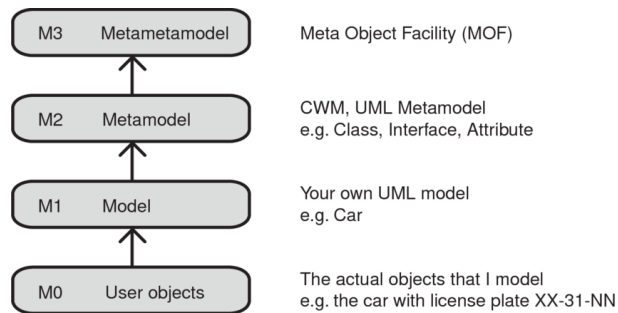 M3 Metametamodel Meta Object Facility (MOF)
M2 Metamodel CWM, UML Metamodel
e.g. Class, Interface, Attribute
M1 Model Your own UML model
e.g. Car
M0 User objects The actual objects that I model
e.g. the car with license plate XX-31-NN